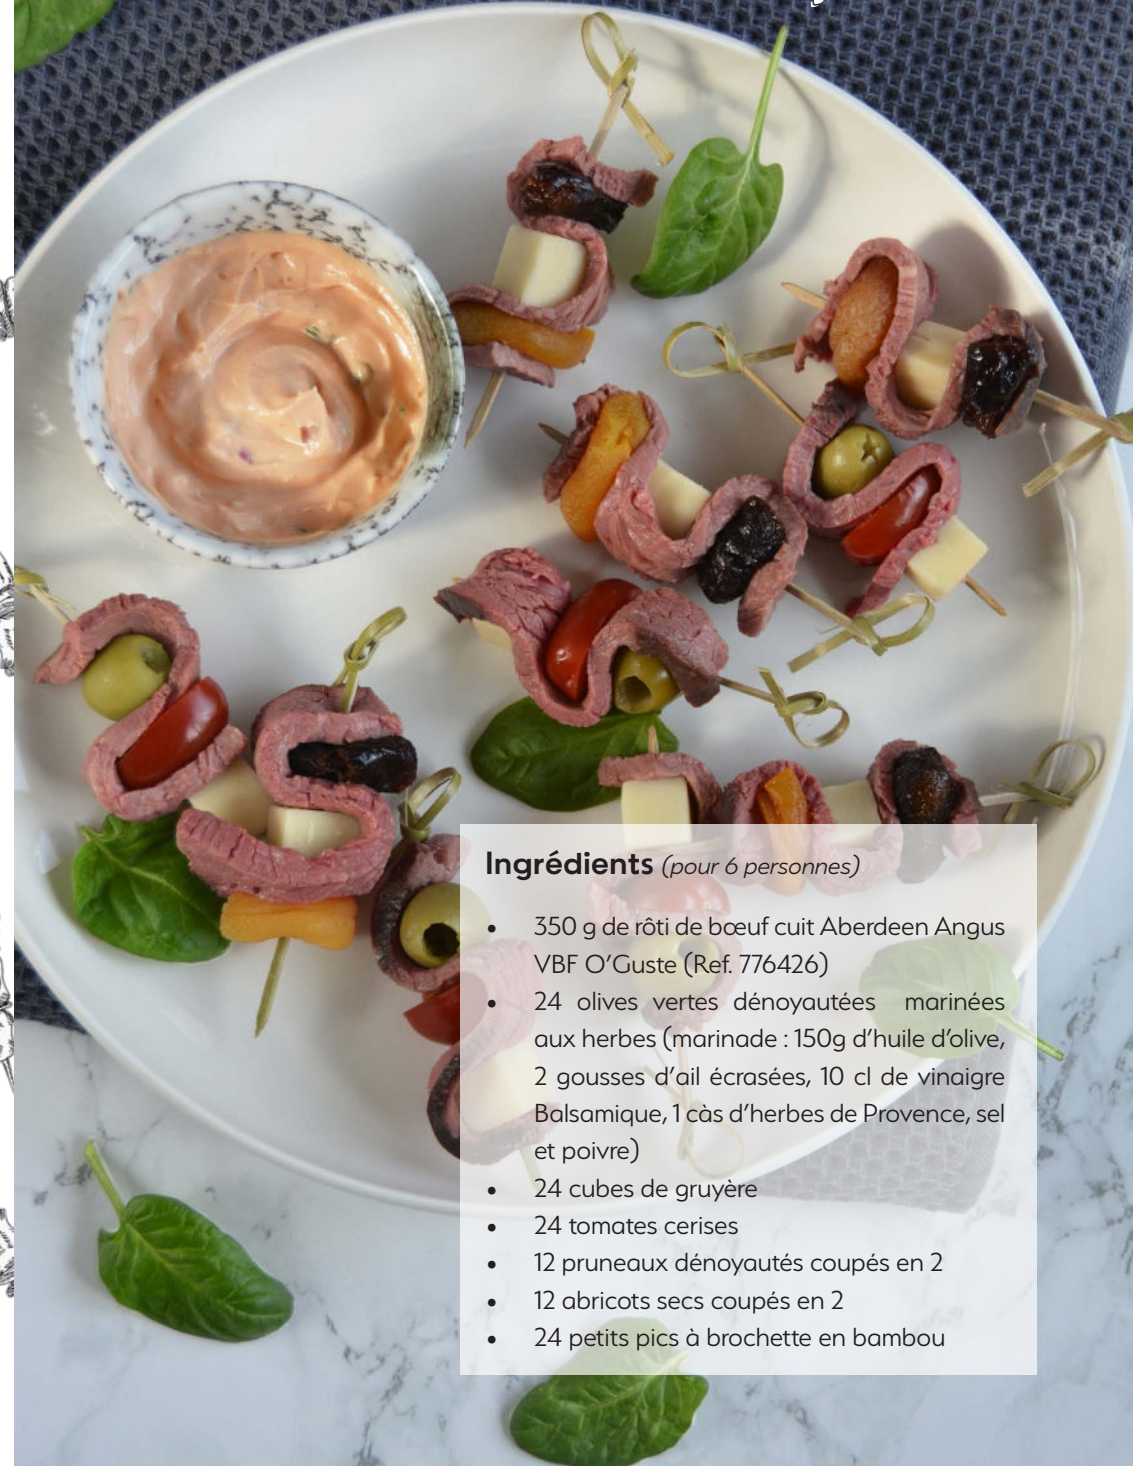 Ingrédients (pour 6 personnes)
• 350 g de rôti de bœuf cuit Aberdeen Angus
VBF O’Guste (Ref. 776426)
• 24 olives vertes dénoyautées marinées
aux herbes (marinade : 150g d’huile d’olive,
2 gousses d’ail écrasées, 10 cl de vinaigre
Balsamique, 1 càs d’herbes de Provence, sel
et poivre)
• 24 cubes de gruyère
• 24 tomates cerises
• 12 pruneaux dénoyautés coupés en 2
• 12 abricots secs coupés en 2
• 24 petits pics à brochette en bambou